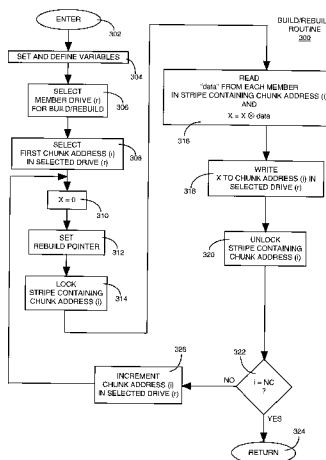 BUILD/REBUILD
ROUTINE
300
ENTER
302
SET AND DEFINE VARIABLES
304
SELECT
MEMBER DRIVE (r)
FOR BUILD/REBUILD
306
SELECT
FIRST CHUNK ADDRESS (i)
IN SELECTED DRIVE (r)
308
X = 0
310
SET
REBUILD POINTER
312
LOCK
STRIPE CONTAINING
CHUNK ADDRESS (i)
314
READ
"data" FROM EACH MEMBER
IN STRIPE CONTAINING CHUNK ADDRESS (i)
AND
X = X ⊗ data
316
WRITE
X TO CHUNK ADDRESS (i) IN
SELECTED DRIVE (r)
318
UNLOCK
STRIPE CONTAINING
CHUNK ADDRESS (i)
320
322
i = NC
?
NO
YES
INCREMENT
CHUNK ADDRESS (i)
IN SELECTED DRIVE (r)
326
RETURN
324